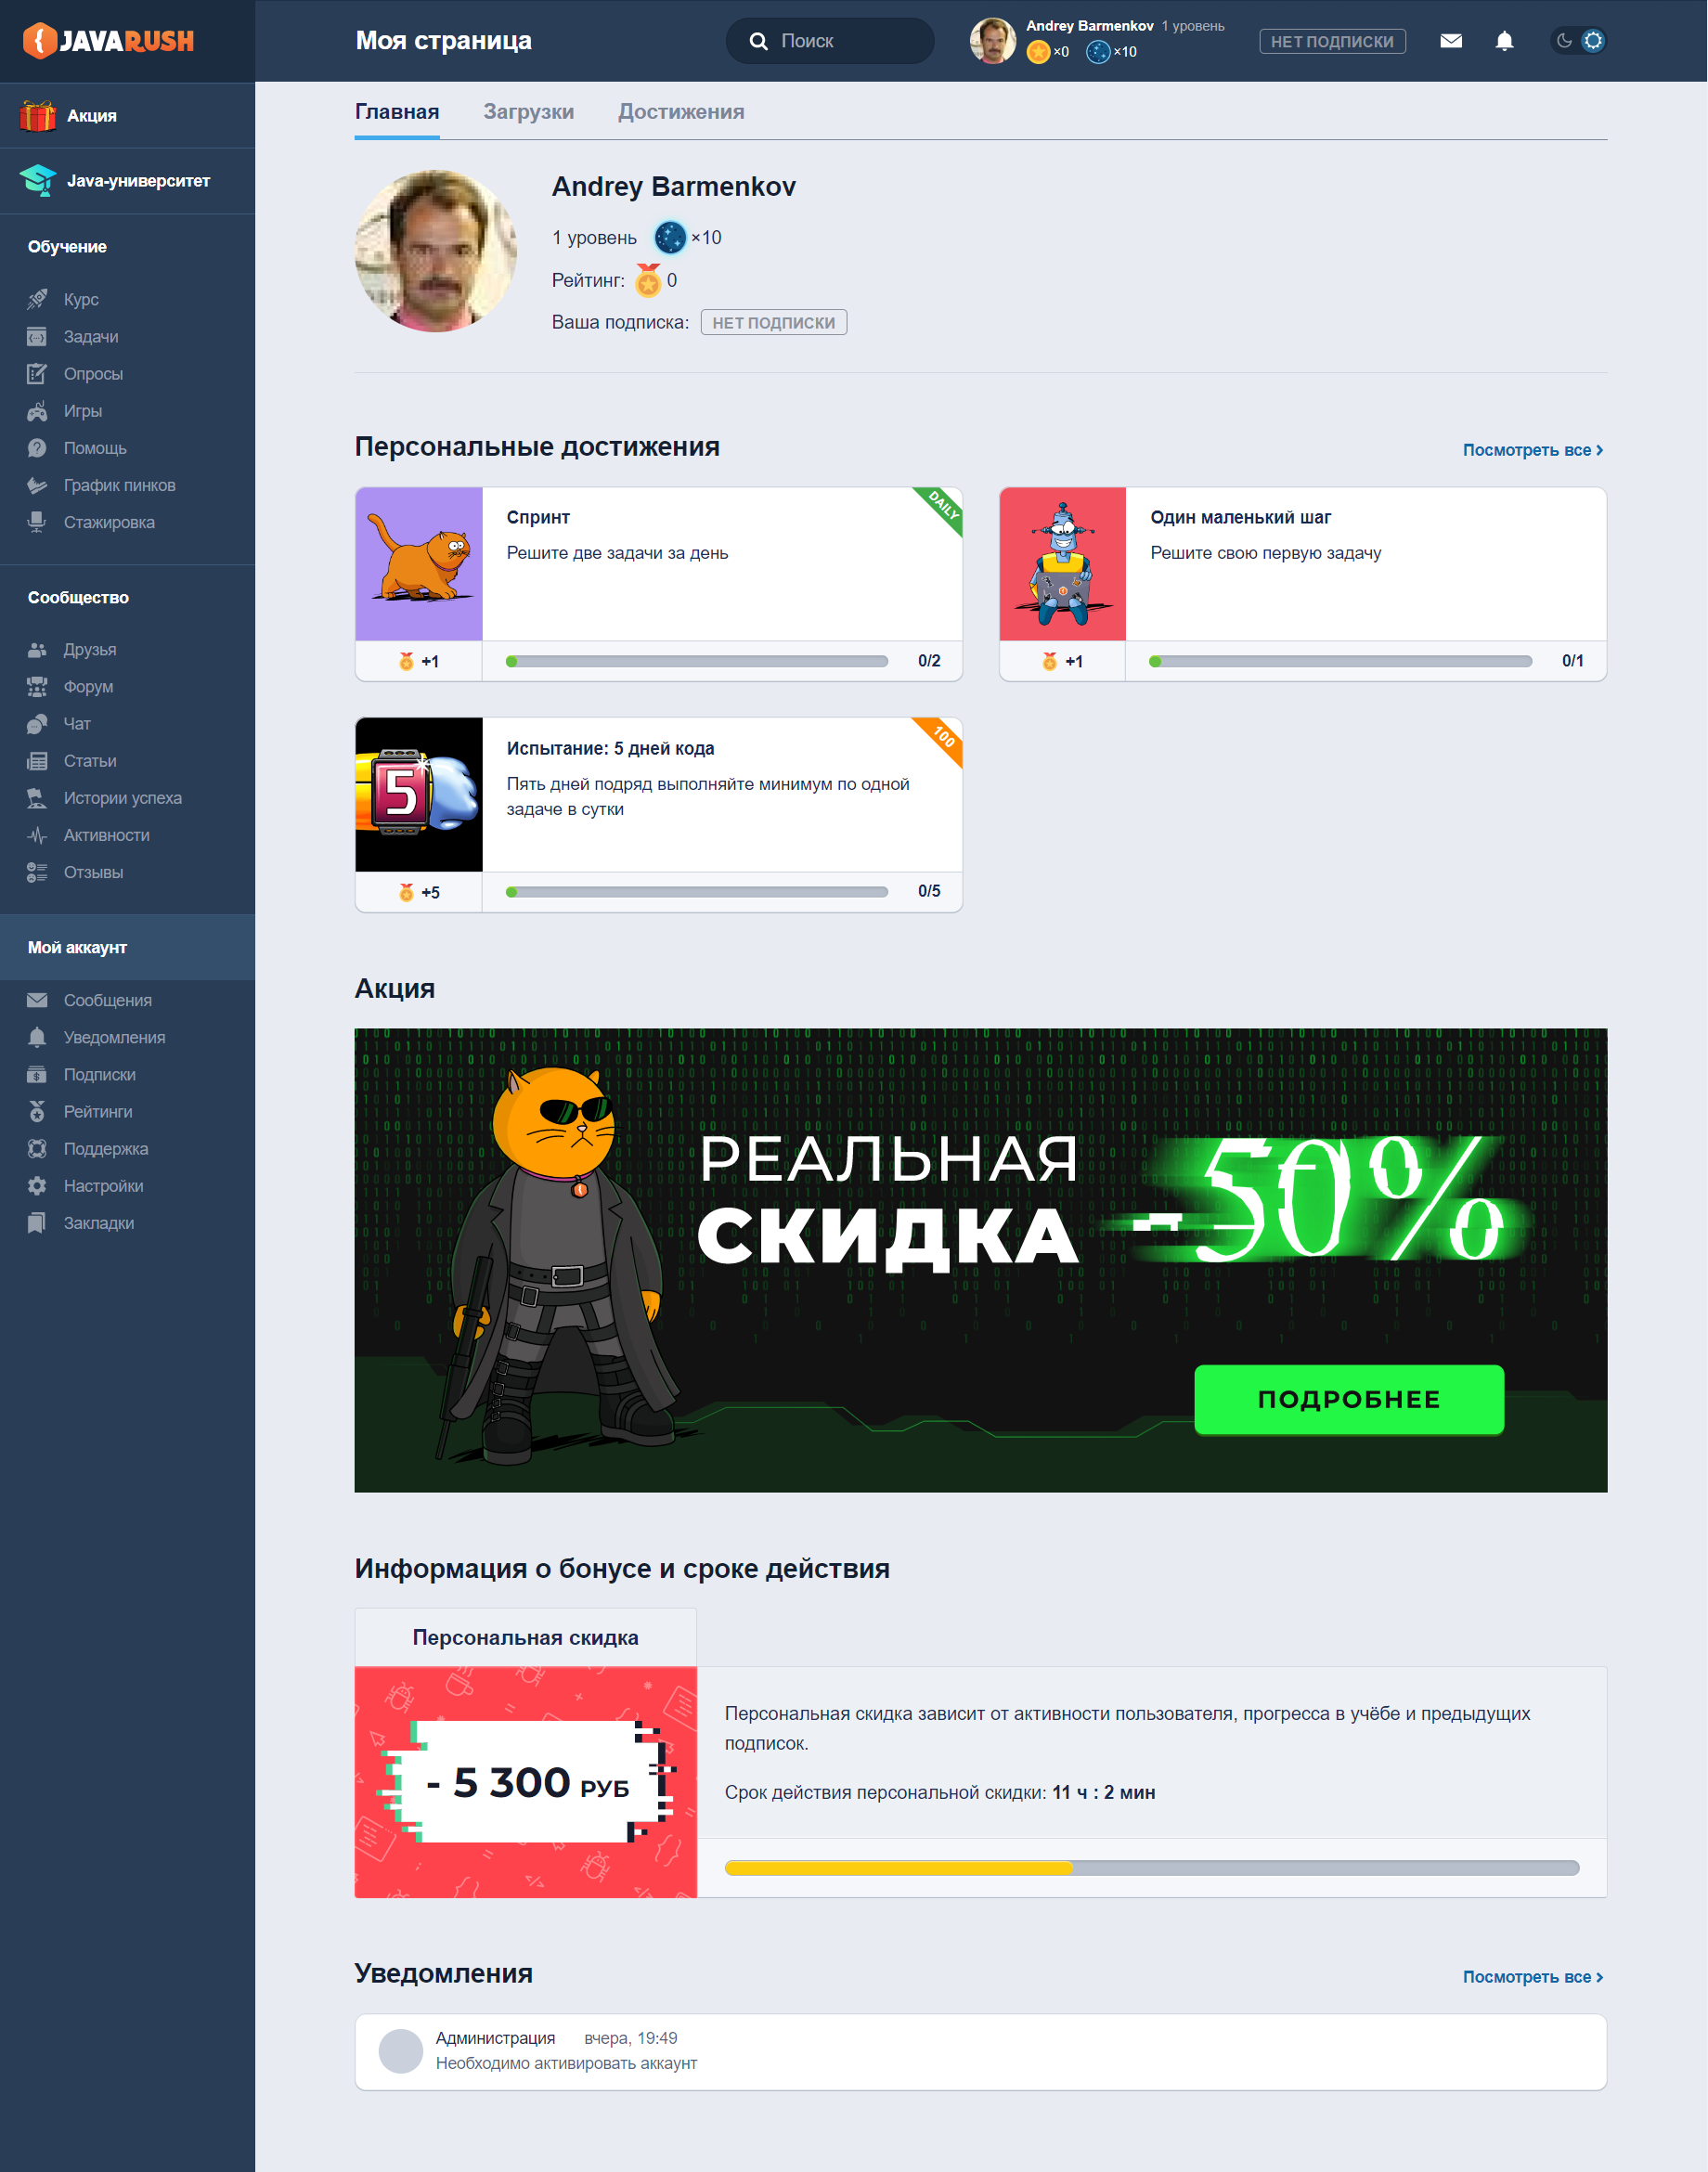 JAVARUSH
Моя страница
Поиск
Andrey Barmenkov 1 уровень
×0 ×10
НЕТ ПОДПИСКИ
Акция
Java-университет
Обучение
Курс
Задачи
Опросы
Игры
Помощь
График пинков
Стажировка
Сообщество
Друзья
Форум
Чат
Статьи
Истории успеха
Активности
Отзывы
Мой аккаунт
Сообщения
Уведомления
Подписки
Рейтинги
Поддержка
Настройки
Закладки
Главная Загрузки Достижения
Andrey Barmenkov
1 уровень ×10
Рейтинг: 0
Ваша подписка: НЕТ ПОДПИСКИ
Персональные достижения
Посмотреть все
Спринт
DAILY
Решите две задачи за день
+1 0/2
Один маленький шаг
Решите свою первую задачу
+1 0/1
5
Испытание: 5 дней кода
100
Пять дней подряд выполняйте минимум по одной
задаче в сутки
+5 0/5
Акция
РЕАЛЬНАЯ
СКИДКА
-50%
ПОДРОБНЕЕ
Информация о бонусе и сроке действия
Персональная скидка
- 5 300 РУБ
Персональная скидка зависит от активности пользователя, прогресса в учёбе и предыдущих
подписок.
Срок действия персональной скидки: 11 ч : 2 мин
Уведомления
Посмотреть все
Администрация вчера, 19:49
Необходимо активировать аккаунт